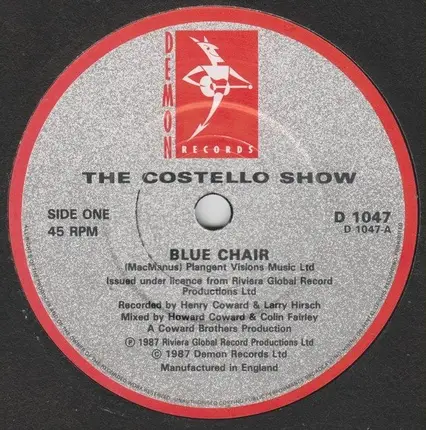 DEMON
RECORDS
THE COSTELLO SHOW
SIDE ONE
45 RPM
D 1047
D 1047-A
BLUE CHAIR
(MacManus) Plangent Visions Music Ltd
Issued under licence from Riviera Global Record
Productions Ltd
Recorded by Henry Coward & Larry Hirsch
Mixed by Howard Coward & Colin Fairley
A Coward Brothers Production
Ⓟ 1987 Riviera Global Record Productions Ltd
© 1987 Demon Records Ltd
Manufactured in England